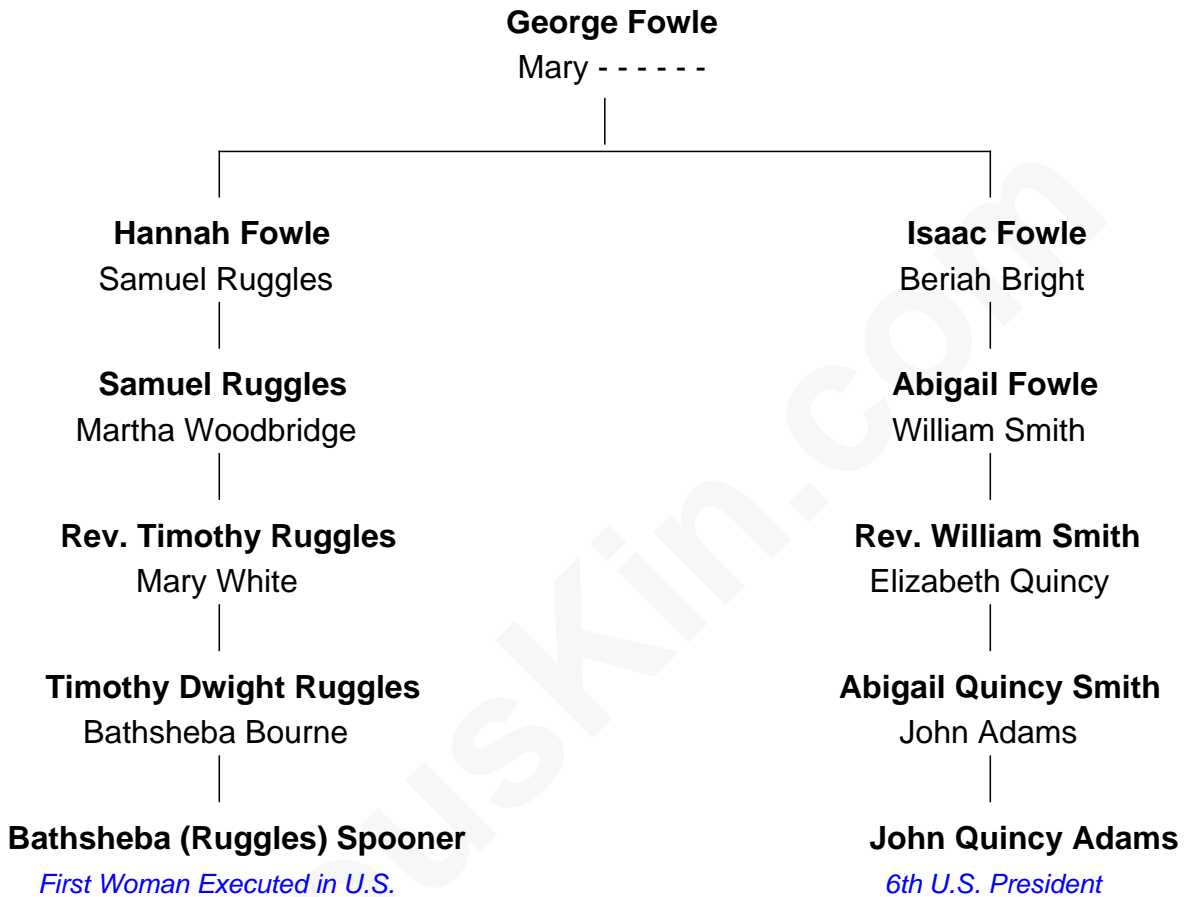 George Fowle
Mary - - - - - -
Hannah Fowle
Samuel Ruggles
Isaac Fowle
Beriah Bright
Samuel Ruggles
Martha Woodbridge
Abigail Fowle
William Smith
Rev. Timothy Ruggles
Mary White
Rev. William Smith
Elizabeth Quincy
Timothy Dwight Ruggles
Bathsheba Bourne
Abigail Quincy Smith
John Adams
Bathsheba (Ruggles) Spooner
First Woman Executed in U.S.
John Quincy Adams
6th U.S. President
ousKin.com